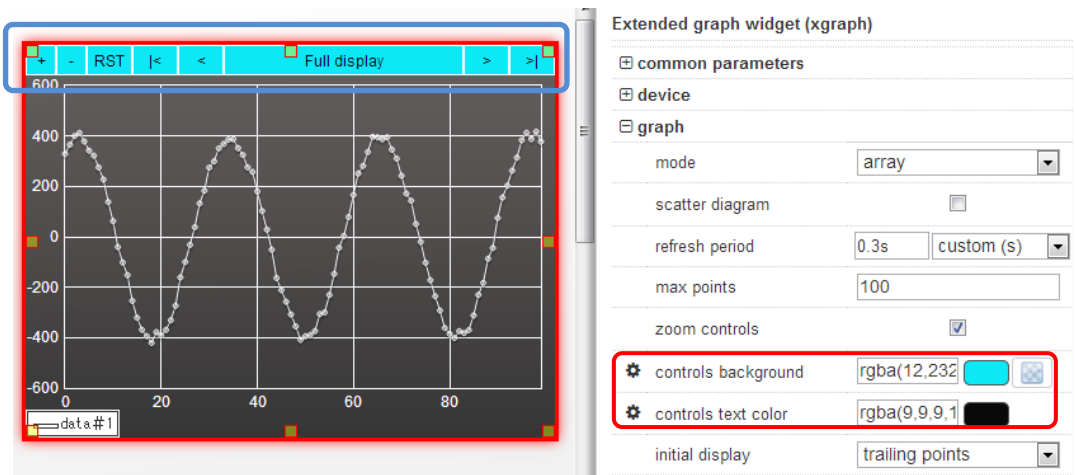 + - RST |< < Full display > >|
600
400
200
0
-200
-400
-600
0 20 40 60 80
data#1
Extended graph widget (xgraph)
common parameters
device
graph
mode array
scatter diagram
refresh period 0.3s custom (s)
max points 100
zoom controls
controls background rgba(12,232
controls text color rgba(9,9,9,1
initial display trailing points